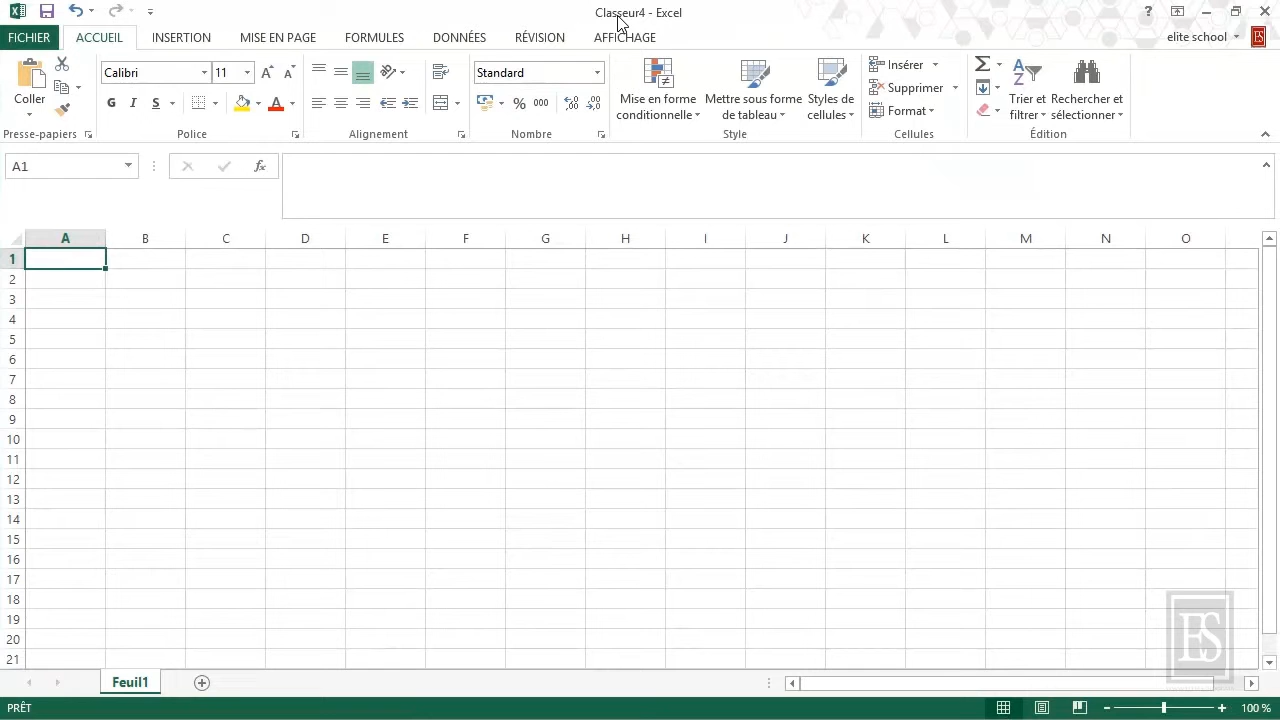 Classeur4 - Excel
?
FICHIER ACCUEIL INSERTION MISE EN PAGE FORMULES DONNÉES RÉVISION AFFICHAGE elite school ES
Coller
Presse-papiers
Calibri 11
G I S A
Police
Alignement
Standard
% 000
Nombre
Mise en forme
conditionnelle
Mettre sous forme
de tableau
Styles de
cellules
Style
Insérer
Supprimer
Format
Cellules
Trier et
filtrer
Rechercher et
sélectionner
Édition
A1 fx
A B C D E F G H I J K L M N O
1
2
3
4
5
6
7
8
9
10
11
12
13
14
15
16
17
18
19
20
21
ES
Feuil1
PRÊT 100 %